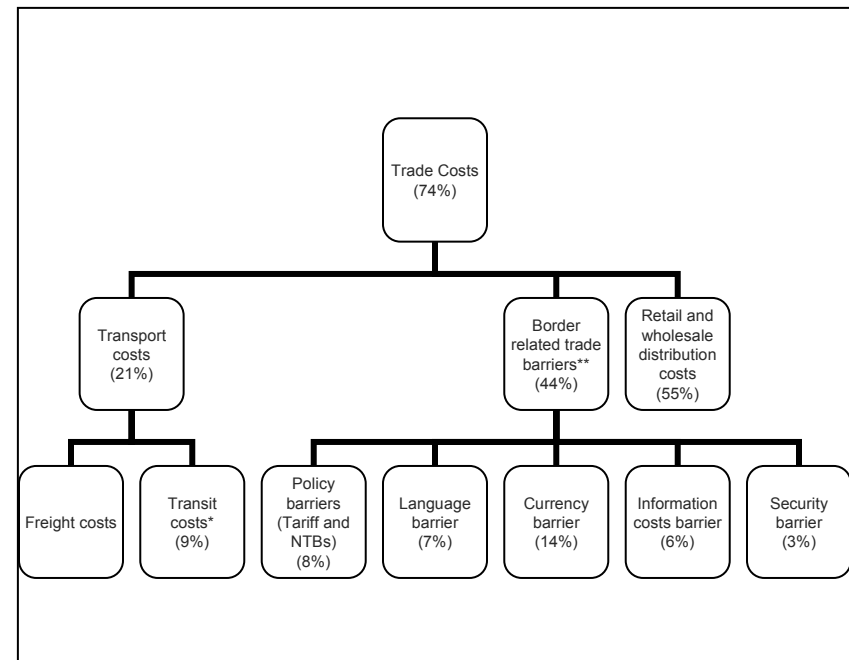 Trade Costs
(74%)
Transport
costs
(21%)
Border
related trade
barriers**
(44%)
Retail and
wholesale
distribution
costs
(55%)
Freight costs
Transit
costs*
(9%)
Policy
barriers
(Tariff and
NTBs)
(8%)
Language
barrier
(7%)
Currency
barrier
(14%)
Information
costs barrier
(6%)
Security
barrier
(3%)